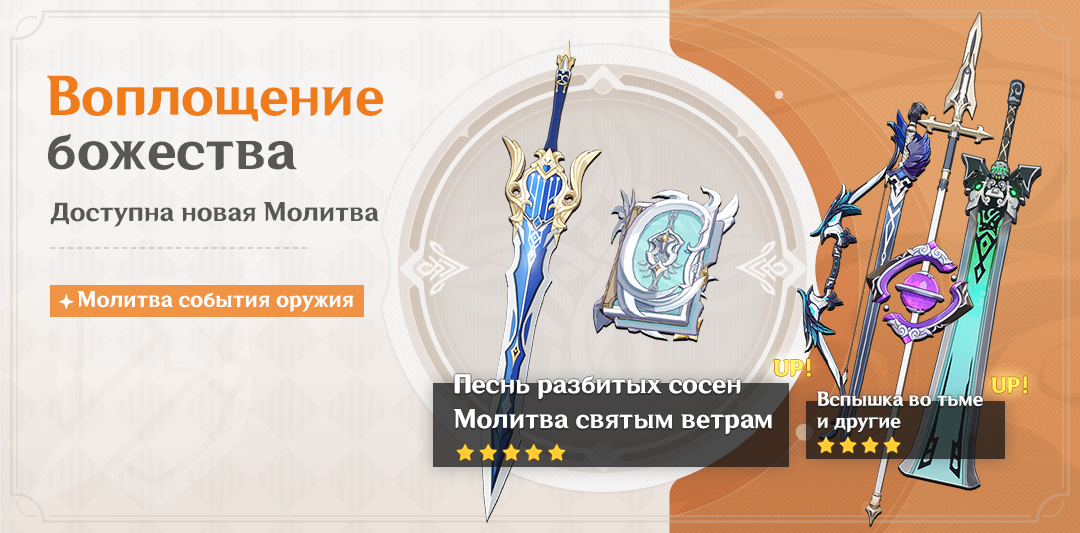 Воплощение
божества
Доступна новая Молитва
Молитва события оружия
Песнь разбитых сосен
Молитва святым ветрам
UP!
Вспышка во тьме
и другие
UP!